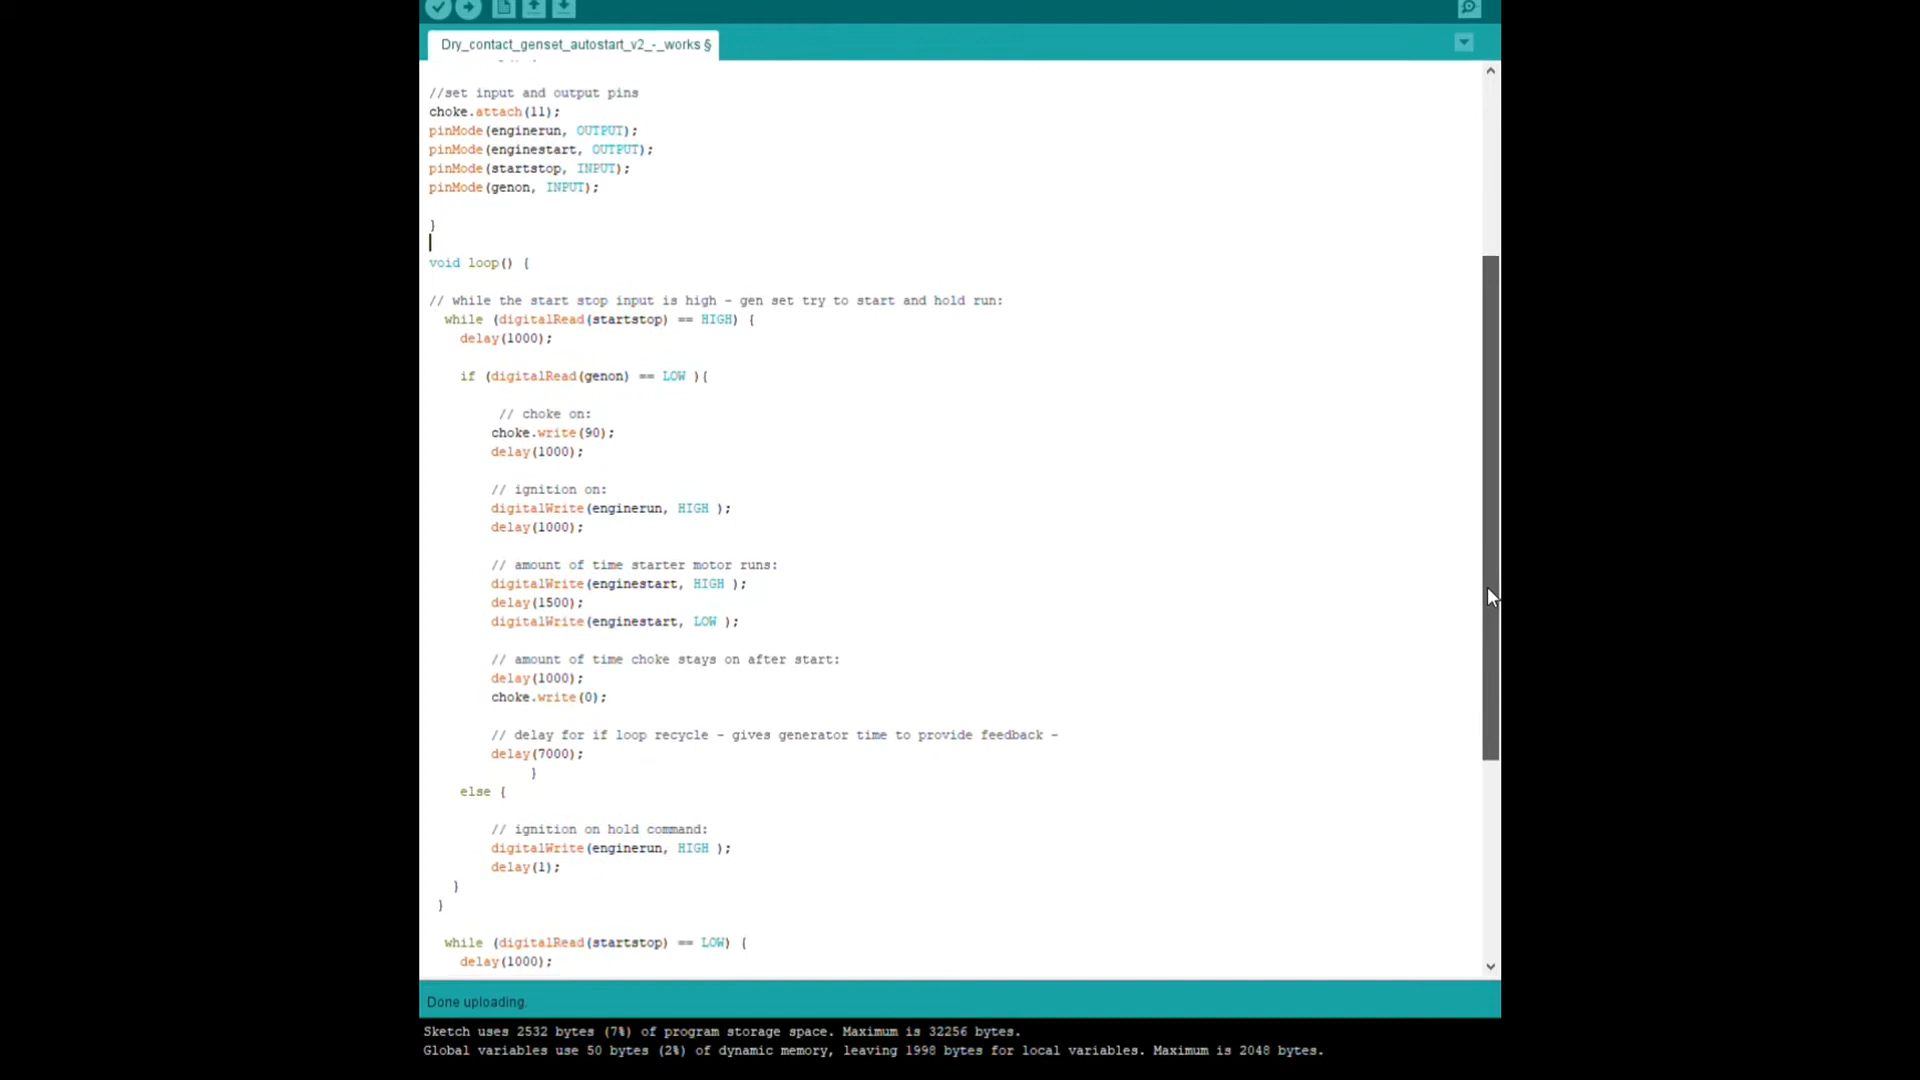 Dry_contact_genset_autostart_v2_-_works §
//set input and output pins
choke.attach(11);
pinMode(enginerun, OUTPUT);
pinMode(enginestart, OUTPUT);
pinMode(startstop, INPUT);
pinMode(genon, INPUT);
}
void loop() {
// while the start stop input is high - gen set try to start and hold run:
while (digitalRead(startstop) == HIGH) {
delay(1000);
if (digitalRead(genon) == LOW ){
// choke on:
choke.write(90);
delay(1000);
// ignition on:
digitalWrite(enginerun, HIGH );
delay(1000);
// amount of time starter motor runs:
digitalWrite(enginestart, HIGH );
delay(1500);
digitalWrite(enginestart, LOW );
// amount of time choke stays on after start:
delay(1000);
choke.write(0);
// delay for if loop recycle - gives generator time to provide feedback -
delay(7000);
}
else {
// ignition on hold command:
digitalWrite(enginerun, HIGH );
delay(1);
}
}
while (digitalRead(startstop) == LOW) {
delay(1000);
Done uploading.
Sketch uses 2532 bytes (7%) of program storage space. Maximum is 32256 bytes.
Global variables use 50 bytes (2%) of dynamic memory, leaving 1998 bytes for local variables. Maximum is 2048 bytes.